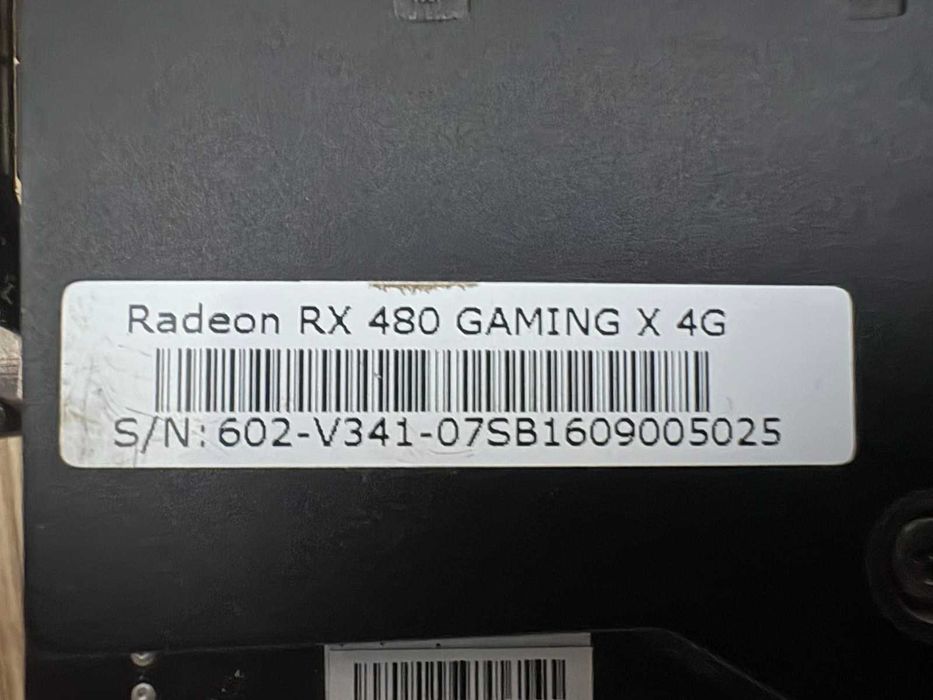 Radeon RX 480 GAMING X 4G
S/N:602-V341-07SB1609005025